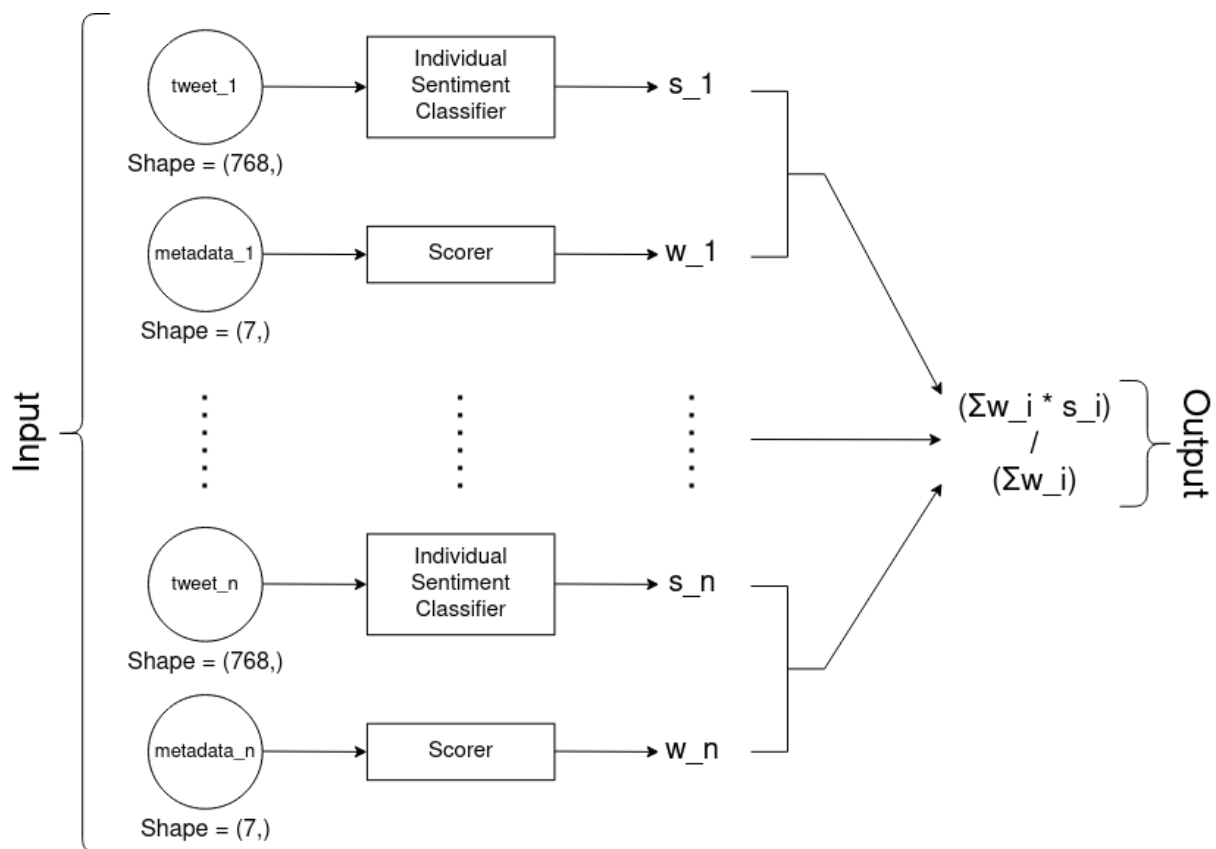 Input
tweet_1
Shape = (768,)
Individual
Sentiment
Classifier
s_1
metadata_1
Shape = (7,)
Scorer
w_1
tweet_n
Shape = (768,)
Individual
Sentiment
Classifier
s_n
metadata_n
Shape = (7,)
Scorer
w_n
(Σw_i * s_i)
/
(Σw_i)
Output